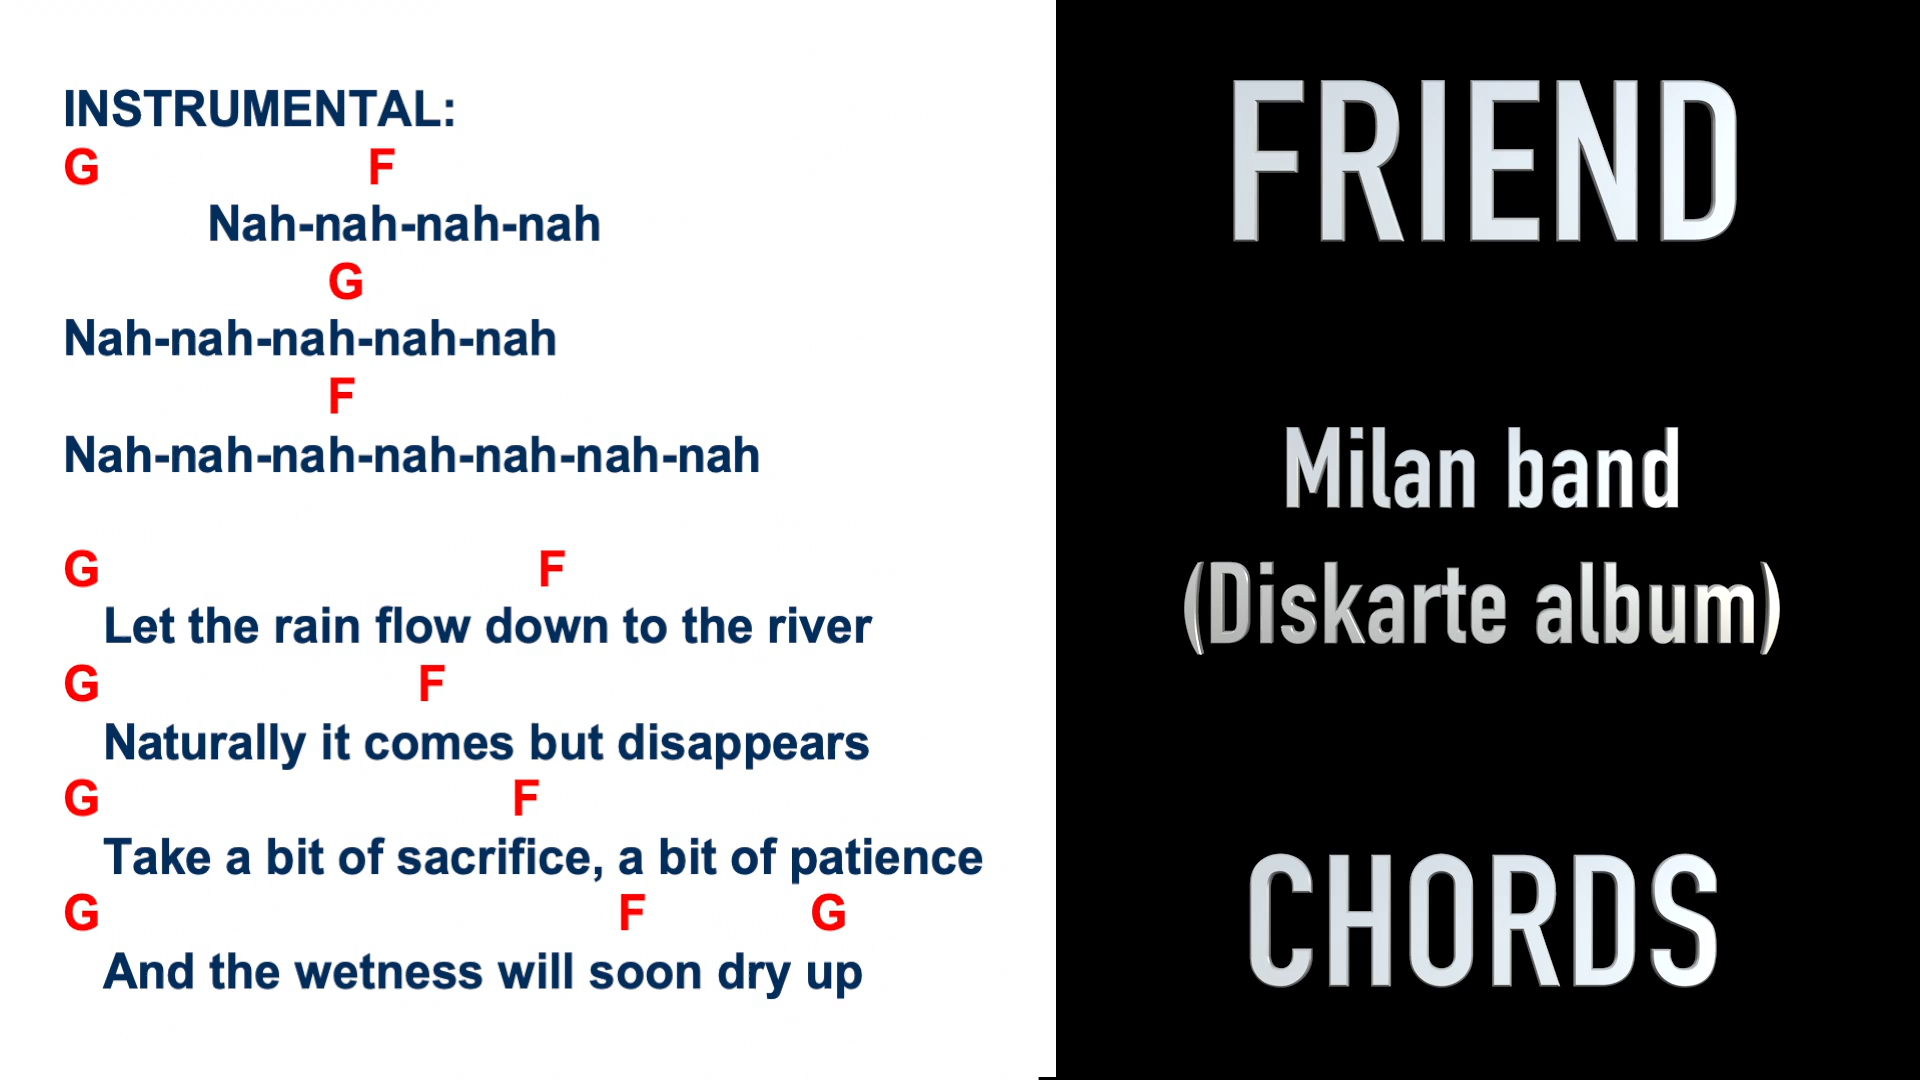 INSTRUMENTAL:
G F
Nah-nah-nah-nah
G
Nah-nah-nah-nah-nah
F
Nah-nah-nah-nah-nah-nah-nah
G F
Let the rain flow down to the river
G F
Naturally it comes but disappears
G F
Take a bit of sacrifice, a bit of patience
G F G
And the wetness will soon dry up
FRIEND
Milan band
(Diskarte album)
CHORDS